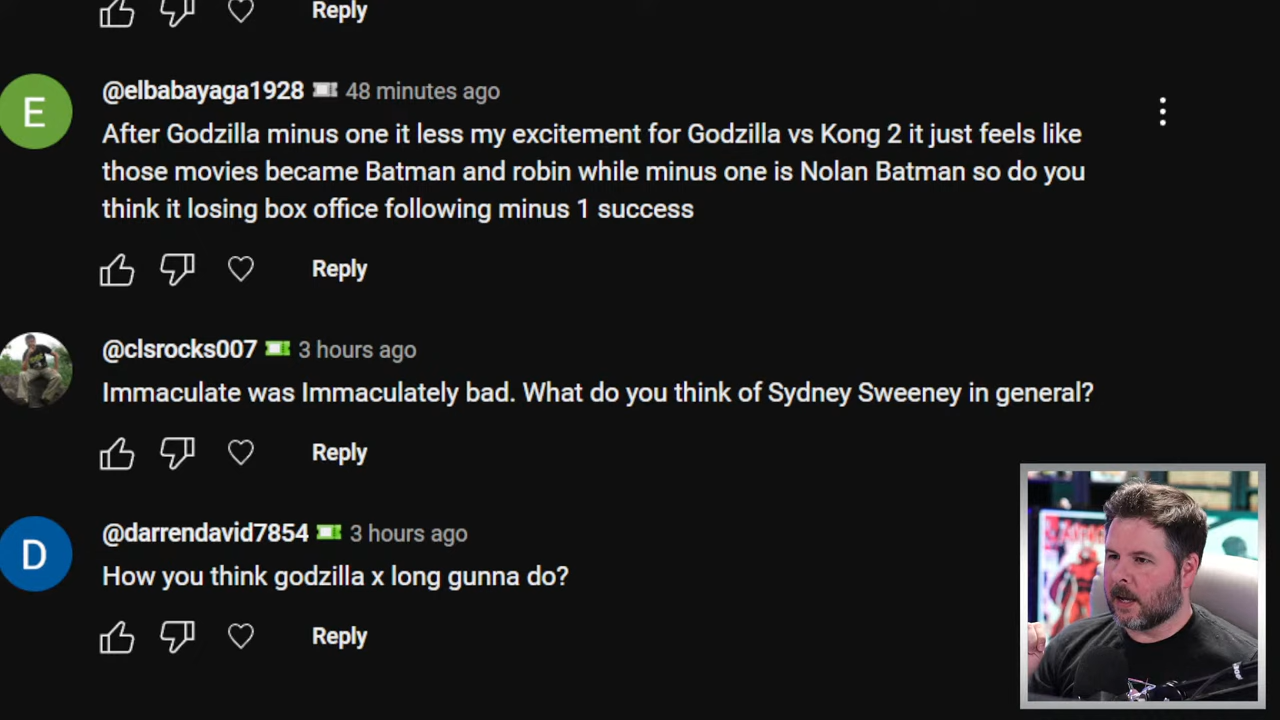 Reply
@elbabayaga1928 48 minutes ago
After Godzilla minus one it less my excitement for Godzilla vs Kong 2 it just feels like
those movies became Batman and robin while minus one is Nolan Batman so do you
think it losing box office following minus 1 success
Reply
@clsrocks007 3 hours ago
Immaculate was Immaculately bad. What do you think of Sydney Sweeney in general?
Reply
@darrendavid7854 3 hours ago
How you think godzilla x long gunna do?
Reply
E
D